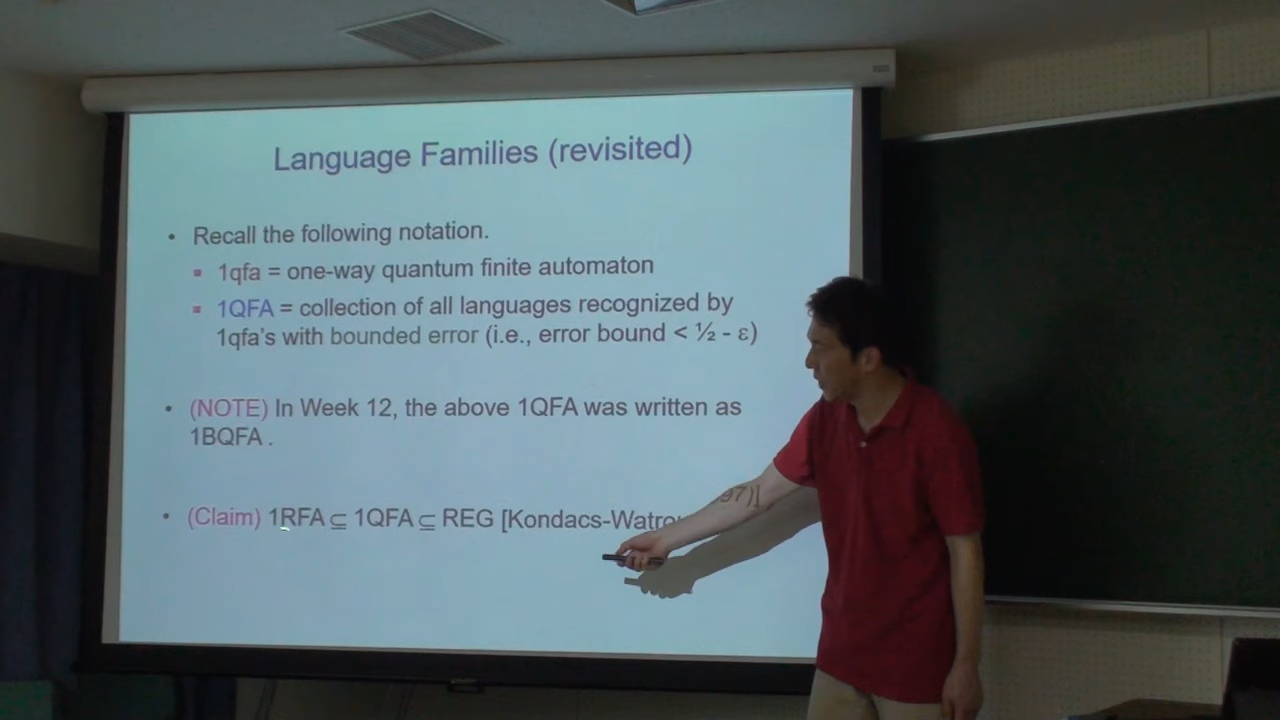 Language Families (revisited)
• Recall the following notation.
▪ 1qfa = one-way quantum finite automaton
▪ 1QFA = collection of all languages recognized by
1qfa's with bounded error (i.e., error bound < ½ - ε)
• (NOTE) In Week 12, the above 1QFA was written as
1BQFA .
• (Claim) 1RFA ⊆ 1QFA ⊆ REG [Kondacs-Watro 97)]